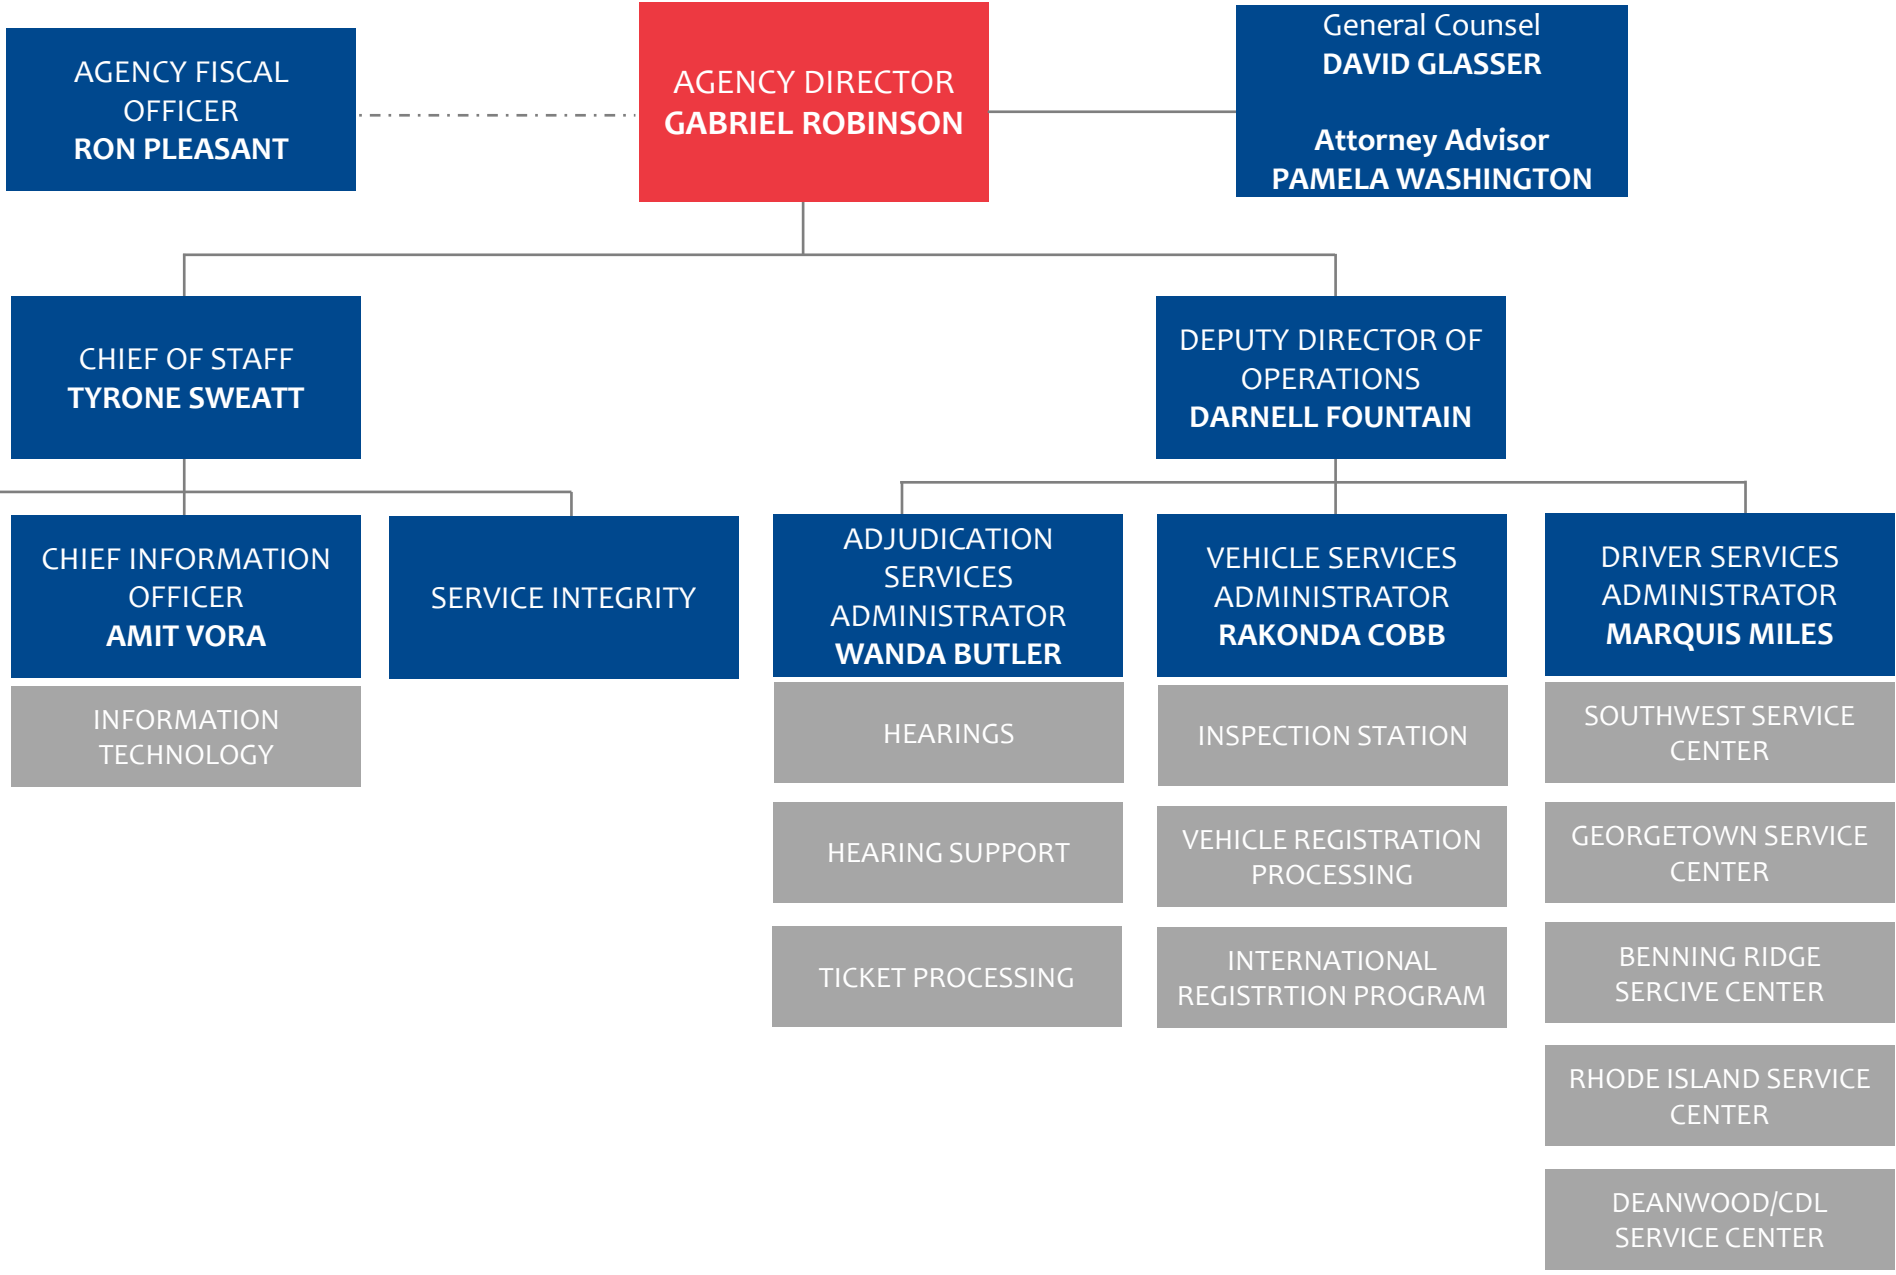 AGENCY FISCAL
OFFICER
RON PLEASANT
AGENCY DIRECTOR
GABRIEL ROBINSON
General Counsel
DAVID GLASSER
Attorney Advisor
PAMELA WASHINGTON
CHIEF OF STAFF
TYRONE SWEATT
DEPUTY DIRECTOR OF
OPERATIONS
DARNELL FOUNTAIN
CHIEF INFORMATION
OFFICER
AMIT VORA
SERVICE INTEGRITY
ADJUDICATION
SERVICES
ADMINISTRATOR
WANDA BUTLER
VEHICLE SERVICES
ADMINISTRATOR
RAKONDA COBB
DRIVER SERVICES
ADMINISTRATOR
MARQUIS MILES
INFORMATION
TECHNOLOGY
HEARINGS
HEARING SUPPORT
TICKET PROCESSING
INSPECTION STATION
VEHICLE REGISTRATION
PROCESSING
INTERNATIONAL
REGISTRTION PROGRAM
SOUTHWEST SERVICE
CENTER
GEORGETOWN SERVICE
CENTER
BENNING RIDGE
SERCIVE CENTER
RHODE ISLAND SERVICE
CENTER
DEANWOOD/CDL
SERVICE CENTER